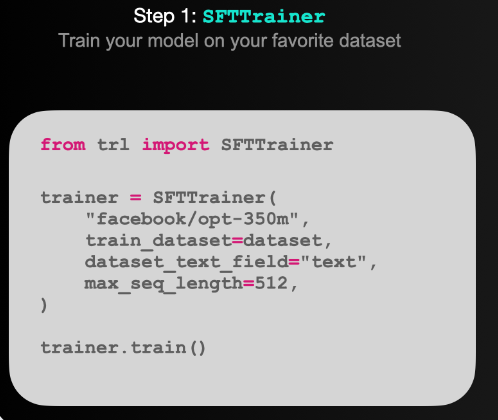 Step 1: SFTTrainer
Train your model on your favorite dataset
from trl import SFTTrainer
trainer = SFTTrainer(
    "facebook/opt-350m",
    train_dataset=dataset,
    dataset_text_field="text",
    max_seq_length=512,
)
trainer.train()